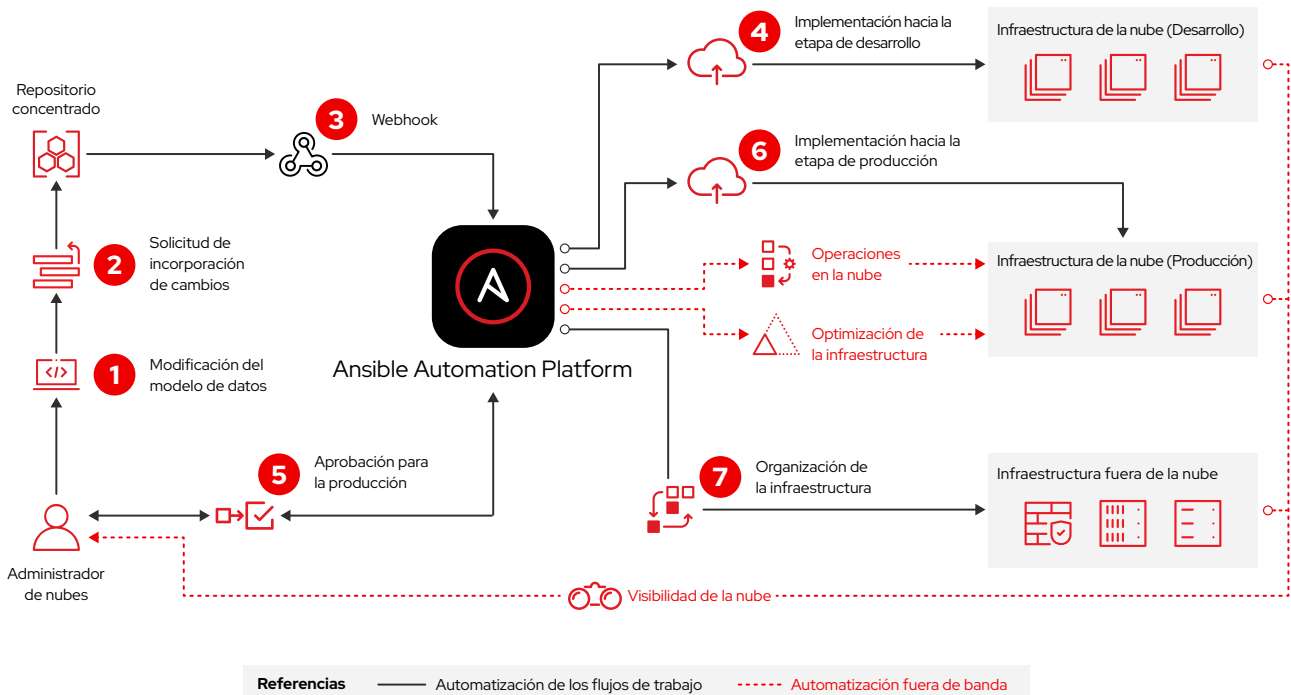 4
Implementación hacia la
etapa de desarrollo
Infraestructura de la nube (Desarrollo)
Repositorio
concentrado
3
Webhook
6
Implementación hacia la
etapa de producción
2
Solicitud de
incorporación
de cambios
Operaciones
en la nube
Infraestructura de la nube (Producción)
Optimización de
la infraestructura
1
</>
Modificación del
modelo de datos
Ansible Automation Platform
5
Aprobación para
la producción
7
Organización de
la infraestructura
Infraestructura fuera de la nube
Administrador
de nubes
Visibilidad de la nube
Referencias
Automatización de los flujos de trabajo
Automatización fuera de banda